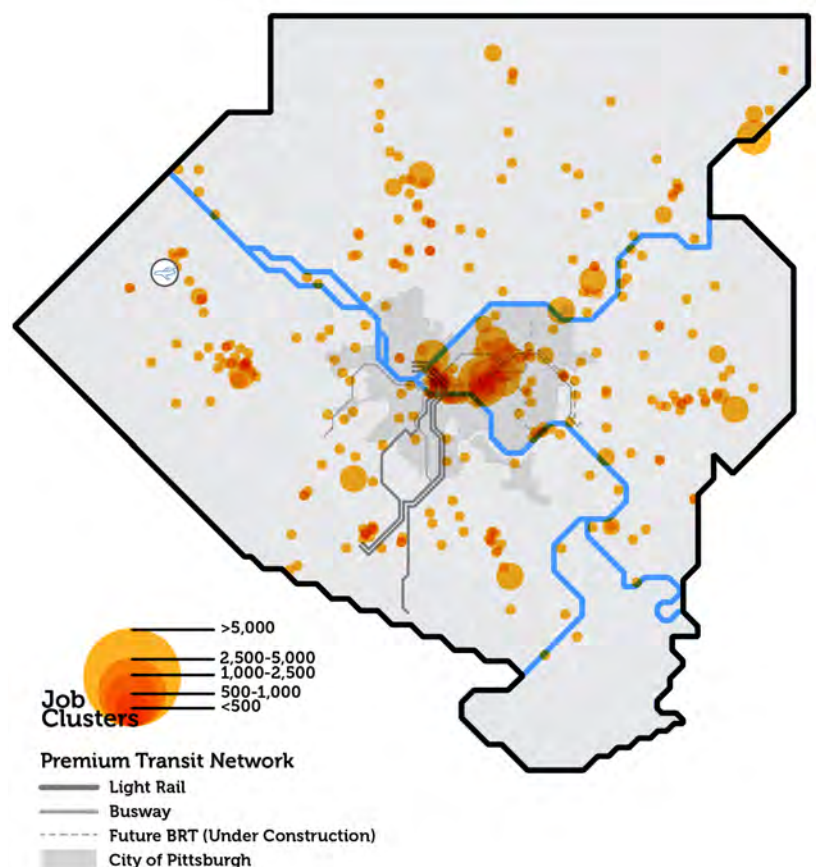 >5,000
2,500-5,000
1,000-2,500
500-1,000
<500
Job
Clusters
Premium Transit Network
Light Rail
Busway
Future BRT (Under Construction)
City of Pittsburgh